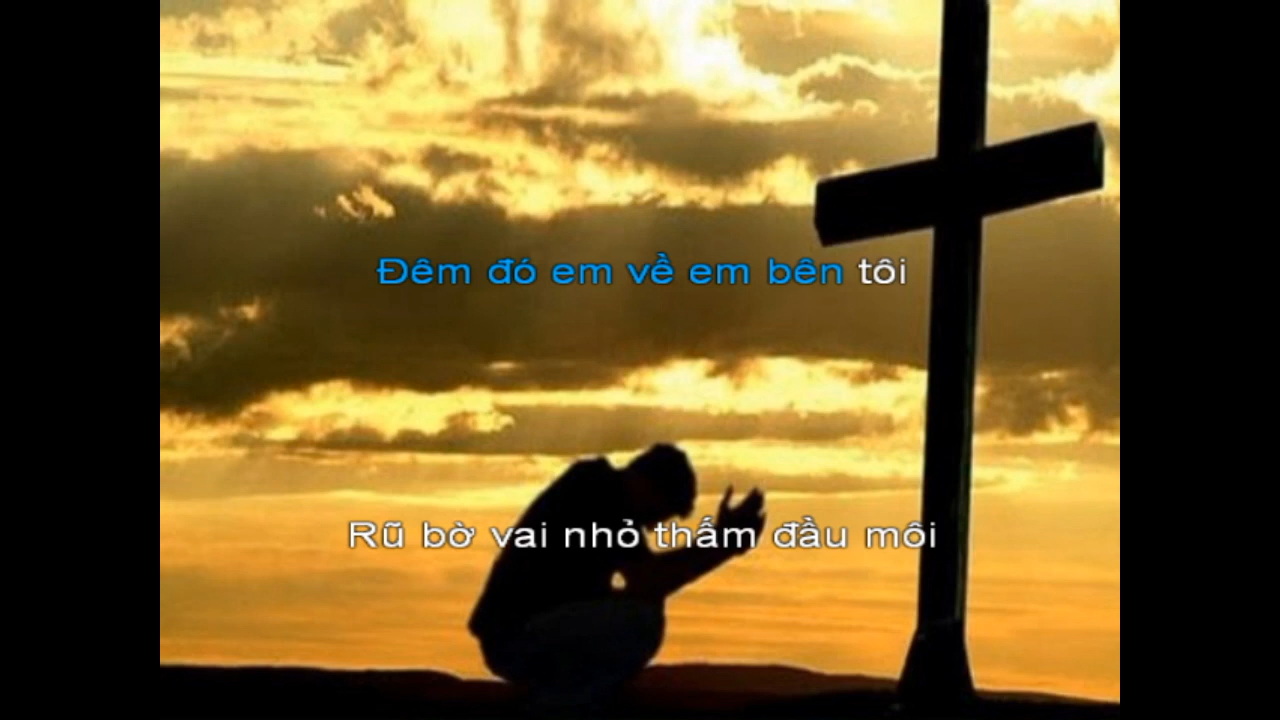 Đêm đó em về em bên tôi
Rũ bờ vai nhỏ thấm đầu môi